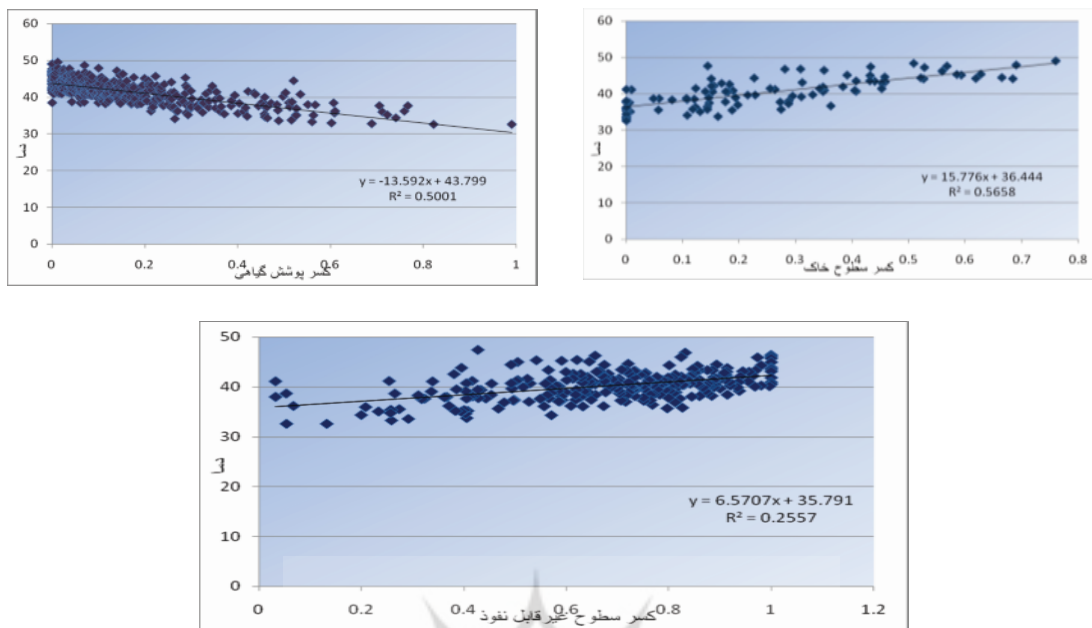 60
50
40
30
20
10
0
دما
y = -13.592x + 43.799
R² = 0.5001
0 0.2 0.4 0.6 0.8 1
کسر پوشش گیاهی
60
50
40
30
20
10
0
دما
y = 15.776x + 36.444
R² = 0.5658
0 0.1 0.2 0.3 0.4 0.5 0.6 0.7 0.8
کسر سطوح خاک
50
40
30
20
10
0
دما
y = 6.5707x + 35.791
R² = 0.2557
0 0.2 0.4 0.6 0.8 1 1.2
کسر سطوح غیرقابل نفوذ